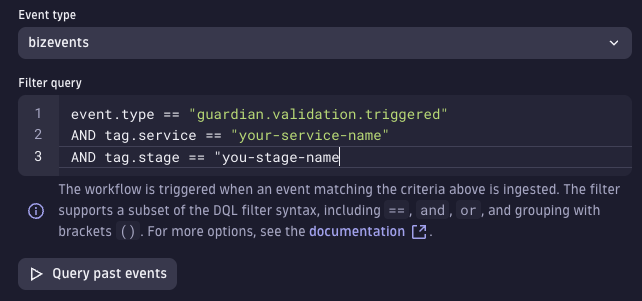 Event type
bizevents
Filter query
1 event.type == "guardian.validation.triggered"
2 AND tag.service == "your-service-name"
3 AND tag.stage == "you-stage-name
The workflow is triggered when an event matching the criteria above is ingested. The filter
supports a subset of the DQL filter syntax, including ==, and, or, and grouping with
brackets (). For more options, see the documentation.
Query past events